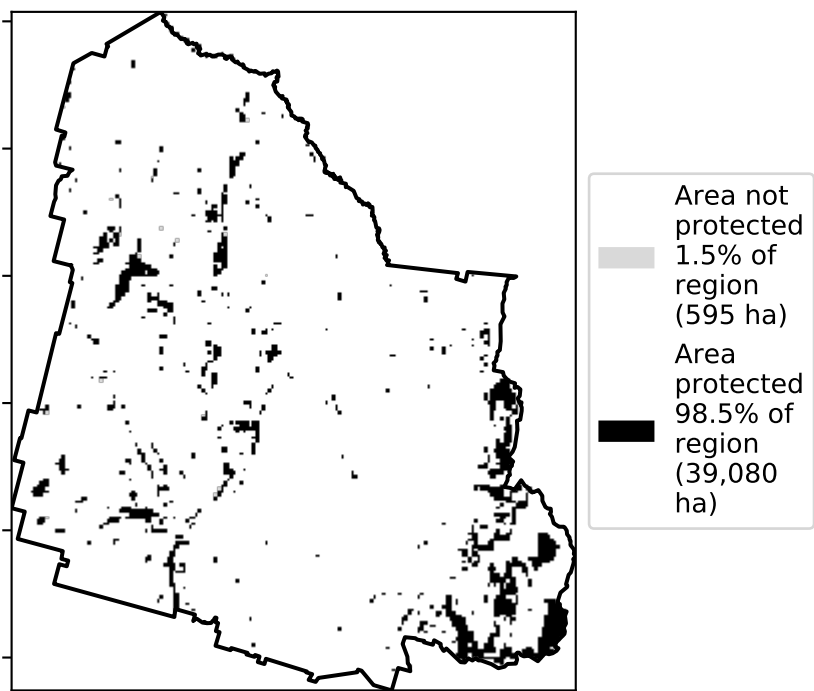 Area not
protected
1.5% of
region
(595 ha)
Area
protected
98.5% of
region
(39,080
ha)